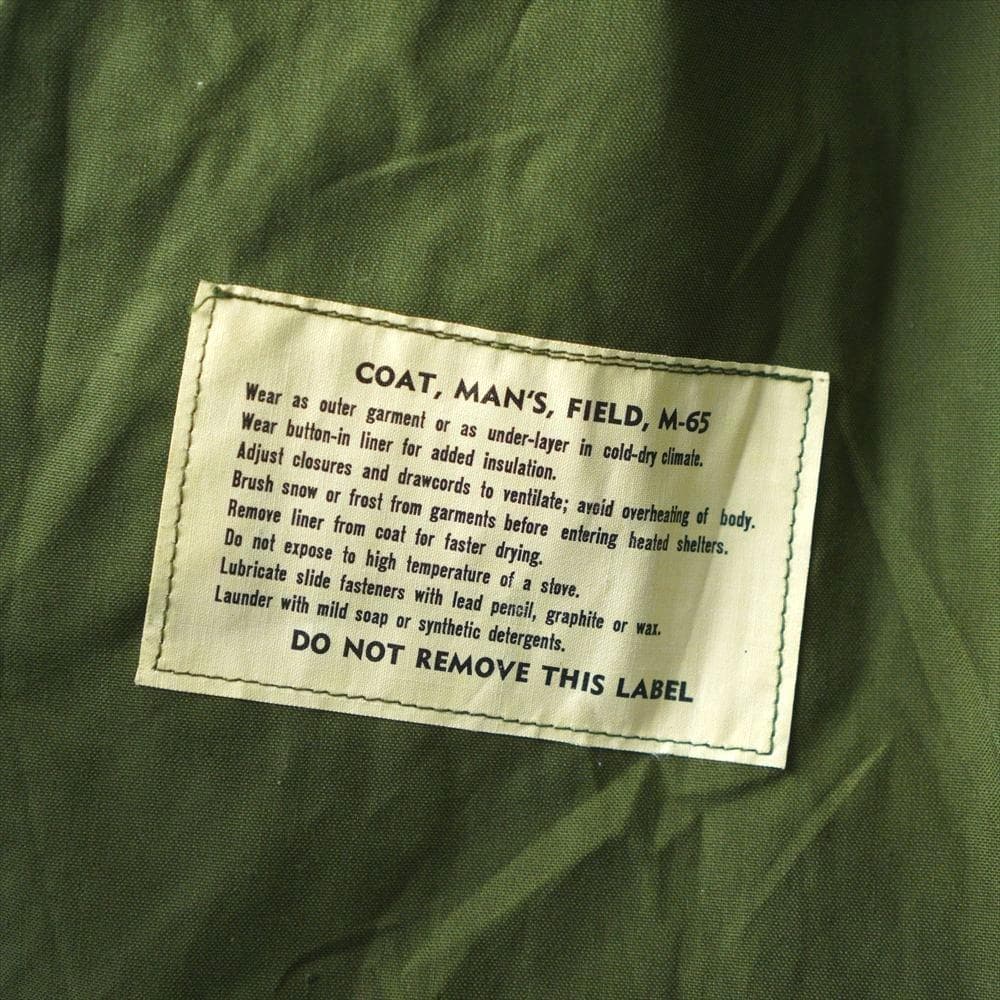 COAT, MAN'S, FIELD, M-65
Wear as outer garment or as under-layer in cold-dry climate.
Wear button-in liner for added insulation.
Adjust closures and drawcords to ventilate; avoid overheating of body.
Brush snow or frost from garments before entering heated shelters.
Remove liner from coat for faster drying.
Do not expose to high temperature of a stove.
Lubricate slide fasteners with lead pencil, graphite or wax.
Launder with mild soap or synthetic detergents.
DO NOT REMOVE THIS LABEL